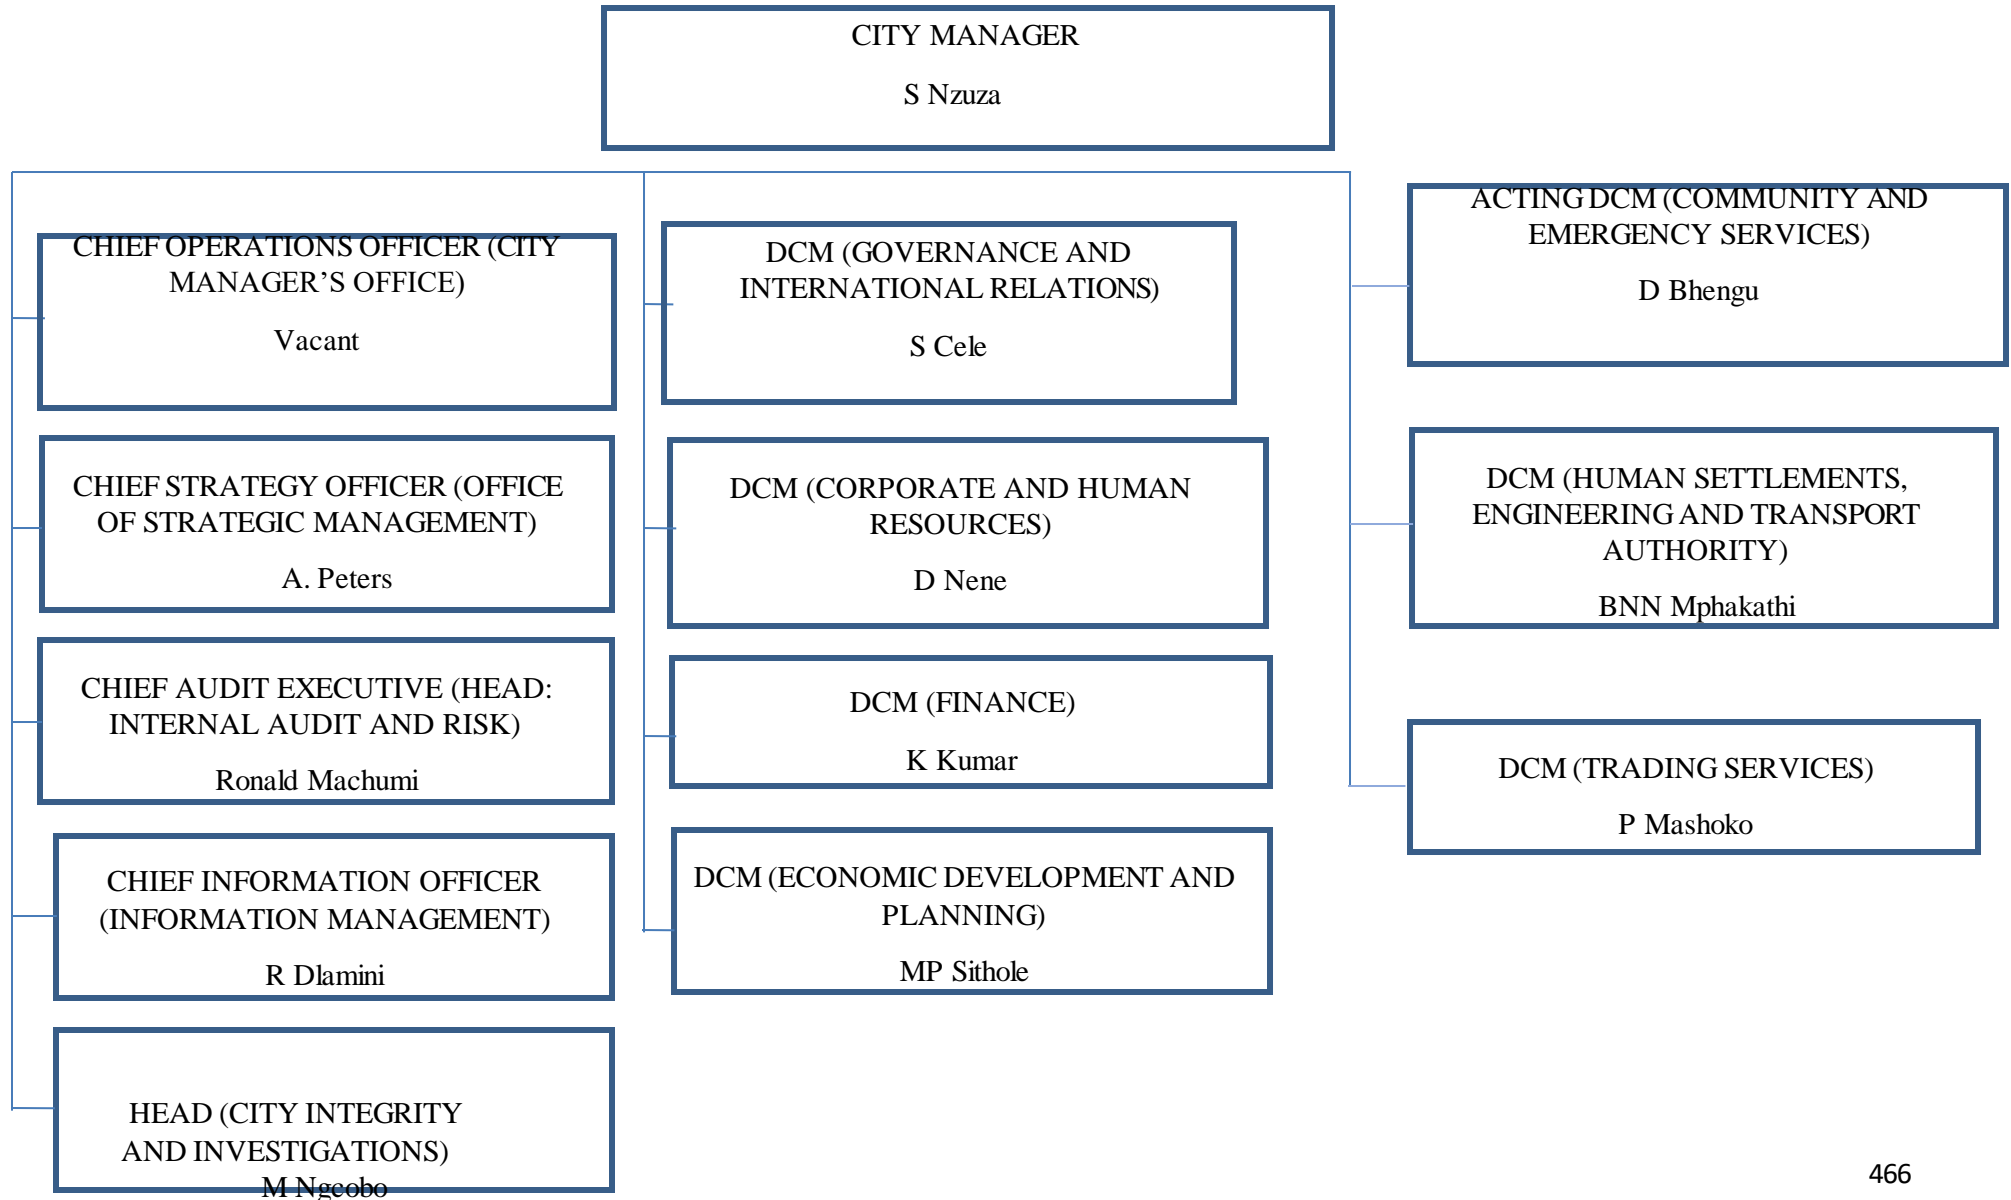 CITY MANAGER
S Nzuza
CHIEF OPERATIONS OFFICER (CITY
MANAGER’S OFFICE)
Vacant
CHIEF STRATEGY OFFICER (OFFICE
OF STRATEGIC MANAGEMENT)
A. Peters
CHIEF AUDIT EXECUTIVE (HEAD:
INTERNAL AUDIT AND RISK)
Ronald Machumi
CHIEF INFORMATION OFFICER
(INFORMATION MANAGEMENT)
R Dlamini
HEAD (CITY INTEGRITY
AND INVESTIGATIONS)
M Ngcobo
DCM (GOVERNANCE AND
INTERNATIONAL RELATIONS)
S Cele
DCM (CORPORATE AND HUMAN
RESOURCES)
D Nene
DCM (FINANCE)
K Kumar
DCM (ECONOMIC DEVELOPMENT AND
PLANNING)
MP Sithole
ACTING DCM (COMMUNITY AND
EMERGENCY SERVICES)
D Bhengu
DCM (HUMAN SETTLEMENTS,
ENGINEERING AND TRANSPORT
AUTHORITY)
BNN Mphakathi
DCM (TRADING SERVICES)
P Mashoko
466